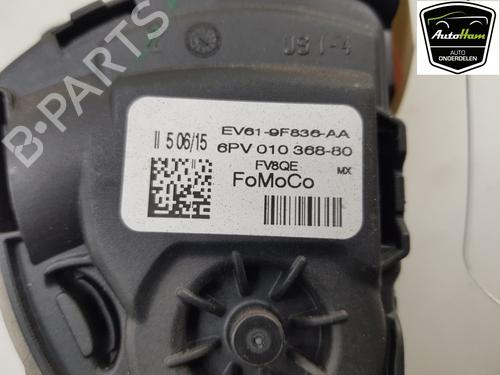 AutoHam
AUTO
ONDERDELEN
US 1-4
II 5 06/15
EV61-9F836-AA
6PV 010 368-80
FV8QE
MX
FoMoCo
B-PARTS